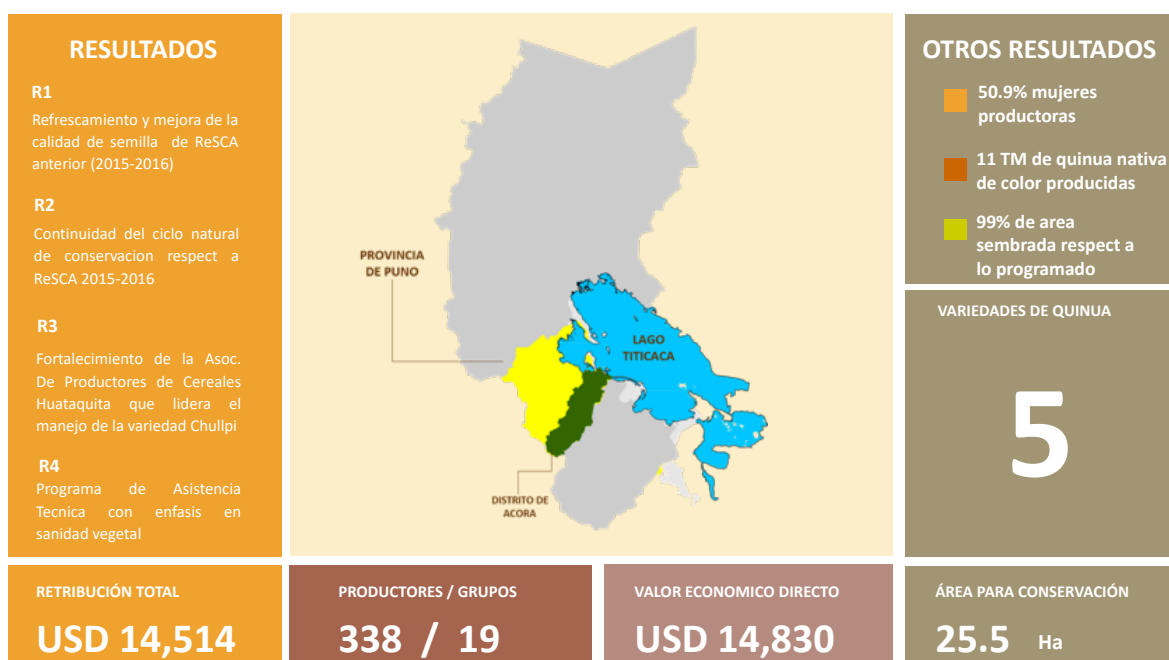 RESULTADOS
R1
Refrescamiento y mejora de la
calidad de semilla de ReSCA
anterior (2015-2016)
R2
Continuidad del ciclo natural
de conservacion respect a
ReSCA 2015-2016
R3
Fortalecimiento de la Asoc.
De Productores de Cereales
Huataquita que lidera el
manejo de la variedad Chullpi
R4
Programa de Asistencia
Tecnica con enfasis en
sanidad vegetal
PROVINCIA
DE PUNO
LAGO
TITICACA
DISTRITO DE
ACORA
OTROS RESULTADOS
50.9% mujeres
productoras
11 TM de quinua nativa
de color producidas
99% de area
sembrada respect a
lo programado
VARIEDADES DE QUINUA
5
RETRIBUCIÓN TOTAL
USD 14,514
PRODUCTORES / GRUPOS
338 / 19
VALOR ECONOMICO DIRECTO
USD 14,830
ÁREA PARA CONSERVACIÓN
25.5 Ha